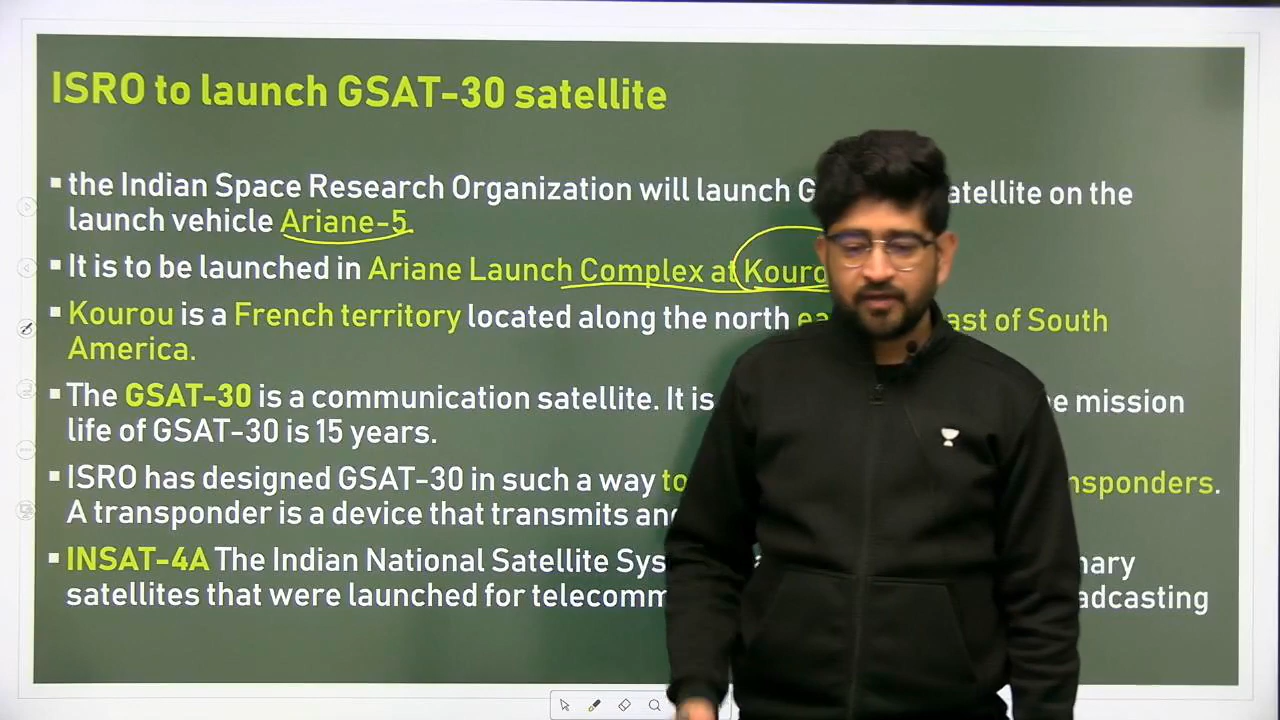 ISRO to launch GSAT-30 satellite
▪ the Indian Space Research Organization will launch G atellite on the
launch vehicle Ariane-5.
▪ It is to be launched in Ariane Launch Complex at Kouro
▪ Kourou is a French territory located along the north ea ast of South
America.
▪ The GSAT-30 is a communication satellite. It is e mission
life of GSAT-30 is 15 years.
▪ ISRO has designed GSAT-30 in such a way to nsponders.
A transponder is a device that transmits an
▪ INSAT-4A The Indian National Satellite Sys nary
satellites that were launched for telecomm adcasting